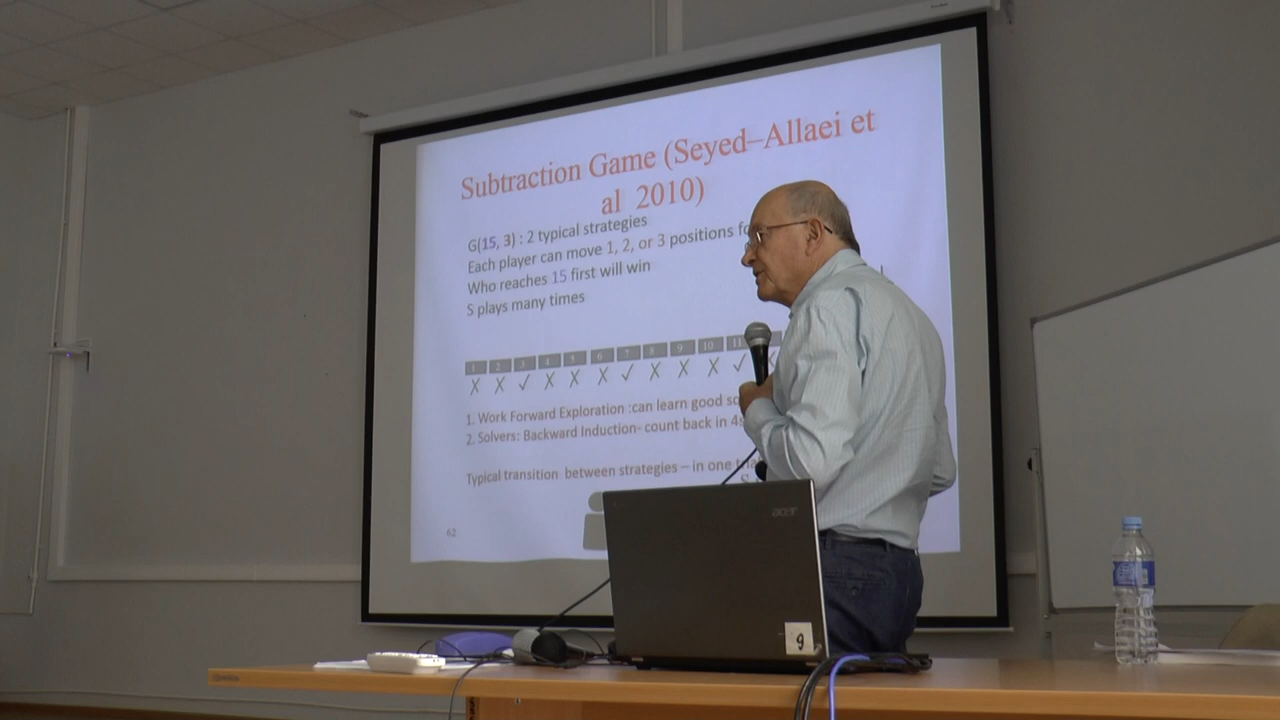 Subtraction Game (Seyed–Allaei et
al 2010)
G(15, 3) : 2 typical strategies
Each player can move 1, 2, or 3 positions
Who reaches 15 first will win
S plays many times
1 2 3 4 5 6 7 8 9 10 11
X X ✓ X X X ✓ X X X ✓
1. Work Forward Exploration :can learn good
2. Solvers: Backward Induction- count back in 4s
Typical transition between strategies – in one
62
acer
9